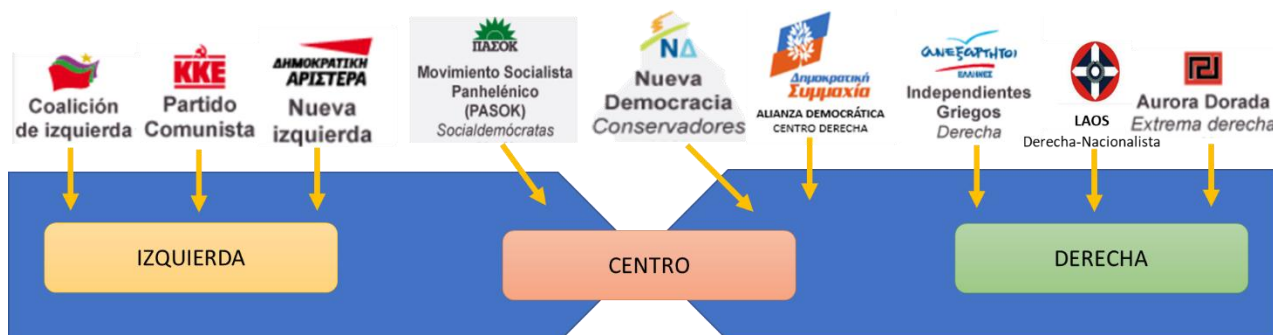 Coalición
de izquierda
KKE
Partido
Comunista
ΔΗΜΟΚΡΑΤΙΚΗ
ΑΡΙΣΤΕΡΑ
Nueva
izquierda
ΠΑΣΟΚ
Movimiento Socialista
Panhelénico
(PASOK)
Socialdemócratas
ΝΔ
Nueva
Democracia
Conservadores
Δημοκρατική
Συμμαχία
ALIANZA DEMOCRÁTICA
CENTRO DERECHA
ΑΝΕΞΑΡΤΗΤΟΙ
ΕΛΛΗΝΕΣ
Independientes
Griegos
Derecha
LAOS
Derecha-Nacionalista
Aurora Dorada
Extrema derecha
IZQUIERDA
CENTRO
DERECHA